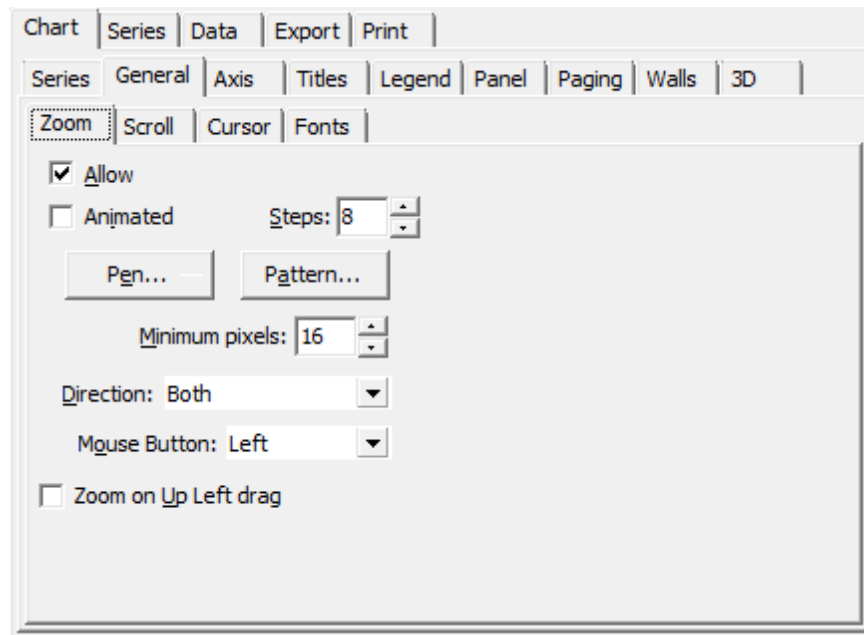 Chart Series Data Export Print
Series General Axis Titles Legend Panel Paging Walls 3D
Zoom Scroll Cursor Fonts
Allow
Animated Steps: 8
Pen... Pattern...
Minimum pixels: 16
Direction: Both
Mouse Button: Left
Zoom on Up Left drag